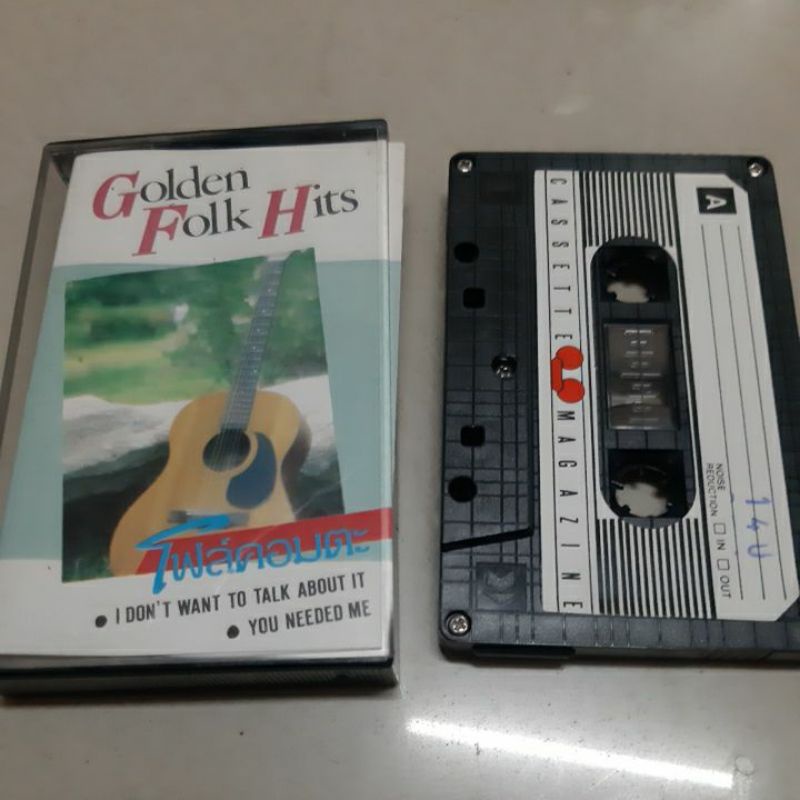 Golden
Folk Hits
โฟล์คอมตะ
• I DON'T WANT TO TALK ABOUT IT
• YOU NEEDED ME
CASSETTE MAGAZINE
A
NOISE
REDUCTION □ IN □ OUT